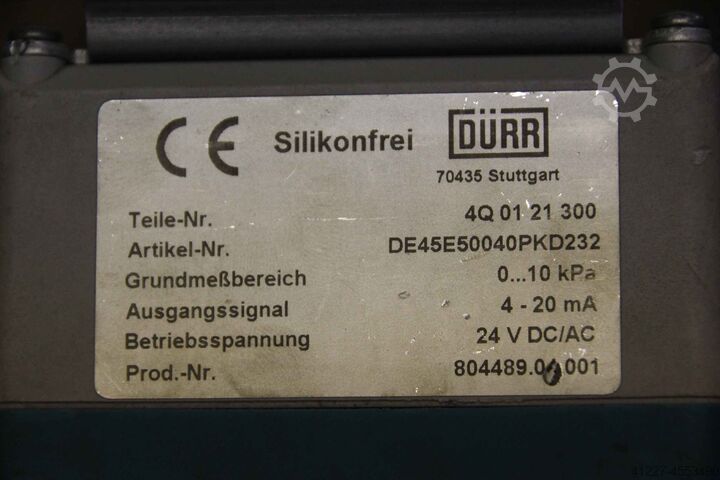 CE Silikonfrei DÜRR
70435 Stuttgart
Teile-Nr. 4Q 01 21 300
Artikel-Nr. DE45E50040PKD232
Grundmeßbereich 0...10 kPa
Ausgangssignal 4 - 20 mA
Betriebsspannung 24 V DC/AC
Prod.-Nr.